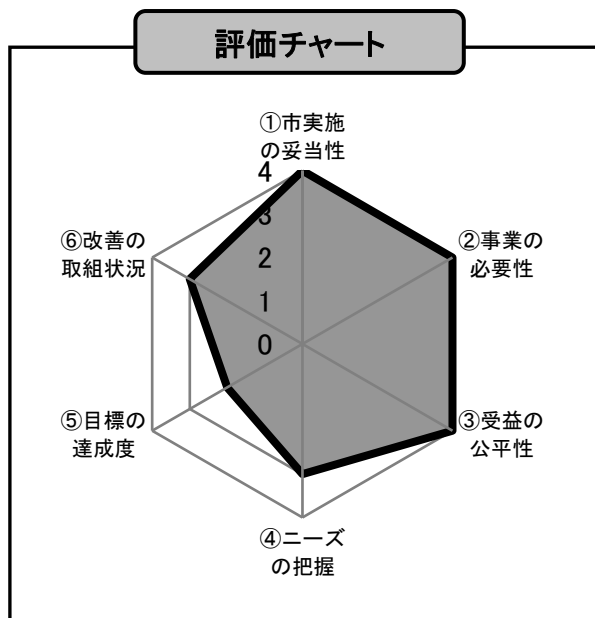 評価チャート
①市実施
の妥当性
4
3
2
1
0
②事業の
必要性
③受益の
公平性
④ニーズ
の把握
⑤目標の
達成度
⑥改善の
取組状況